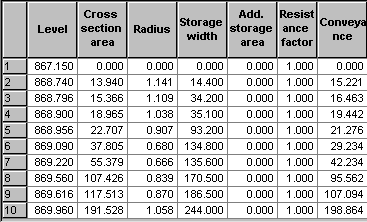 Level Cross section area Radius Storage width Add. storage area Resist ance factor Conveya nce
1 867.150 0.000 0.000 0.000 0.000 1.000 0.000
2 868.740 13.940 1.141 14.400 0.000 1.000 15.221
3 868.796 15.366 1.109 34.200 0.000 1.000 16.463
4 868.900 18.965 1.038 35.100 0.000 1.000 19.442
5 868.956 22.707 0.907 93.200 0.000 1.000 21.276
6 869.090 37.805 0.680 134.800 0.000 1.000 29.234
7 869.220 55.379 0.666 135.600 0.000 1.000 42.234
8 869.560 107.426 0.839 170.500 0.000 1.000 95.562
9 869.616 117.513 0.870 186.500 0.000 1.000 107.094
10 869.960 191.528 1.058 244.000 0.000 1.000 198.864